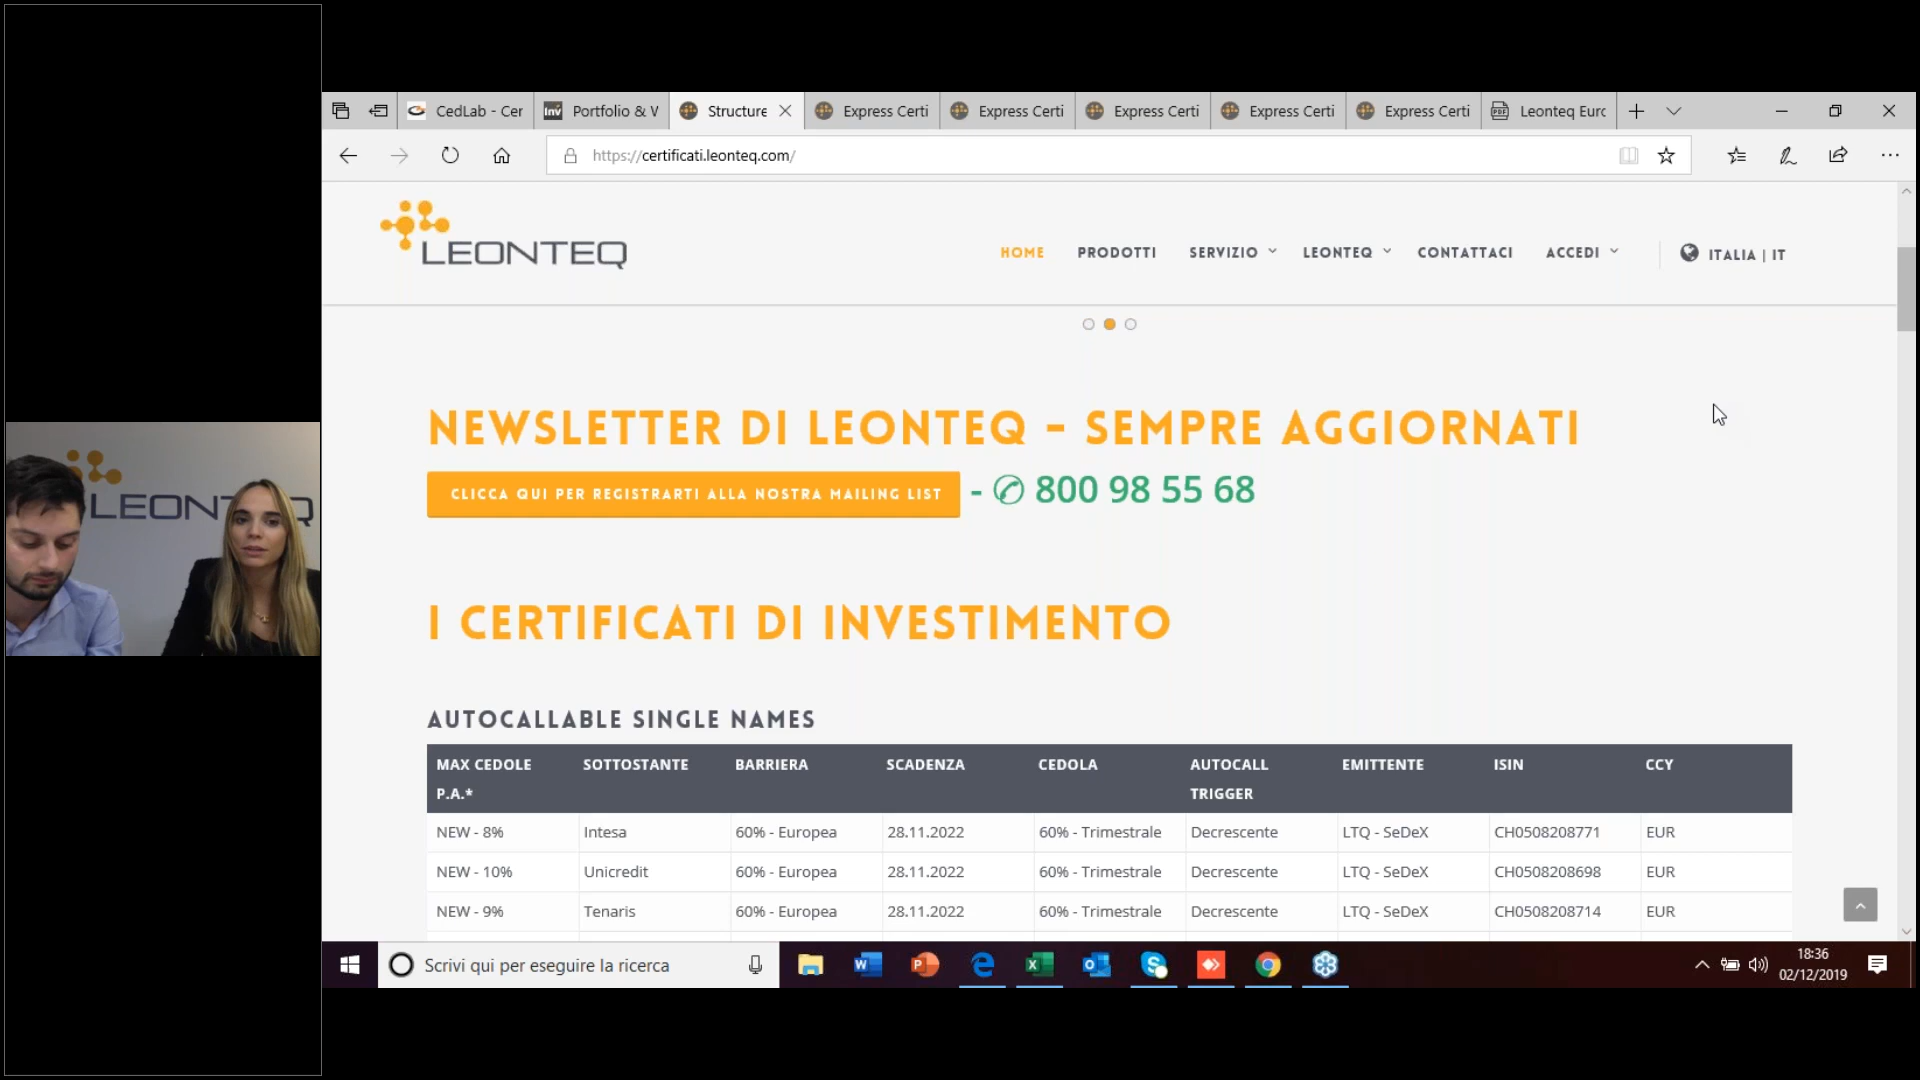 CedLab - Cer
Portfolio & V
Structure
Express Certi
Express Certi
Express Certi
Express Certi
Express Certi
Leonteq Euro
https://certificati.leonteq.com/
LEONTEQ
HOME PRODOTTI SERVIZIO LEONTEQ CONTATTACI ACCEDI ITALIA | IT
NEWSLETTER DI LEONTEQ - SEMPRE AGGIORNATI
CLICCA QUI PER REGISTRARTI ALLA NOSTRA MAILING LIST - 800 98 55 68
LEONTEQ
I CERTIFICATI DI INVESTIMENTO
AUTOCALLABLE SINGLE NAMES
MAX CEDOLE P.A.* SOTTOSTANTE BARRIERA SCADENZA CEDOLA AUTOCALL TRIGGER EMITTENTE ISIN CCY
NEW - 8% Intesa 60% - Europea 28.11.2022 60% - Trimestrale Decrescente LTQ - SeDeX CH0508208771 EUR
NEW - 10% Unicredit 60% - Europea 28.11.2022 60% - Trimestrale Decrescente LTQ - SeDeX CH0508208698 EUR
NEW - 9% Tenaris 60% - Europea 28.11.2022 60% - Trimestrale Decrescente LTQ - SeDeX CH0508208714 EUR
Scrivi qui per eseguire la ricerca
18:36
02/12/2019